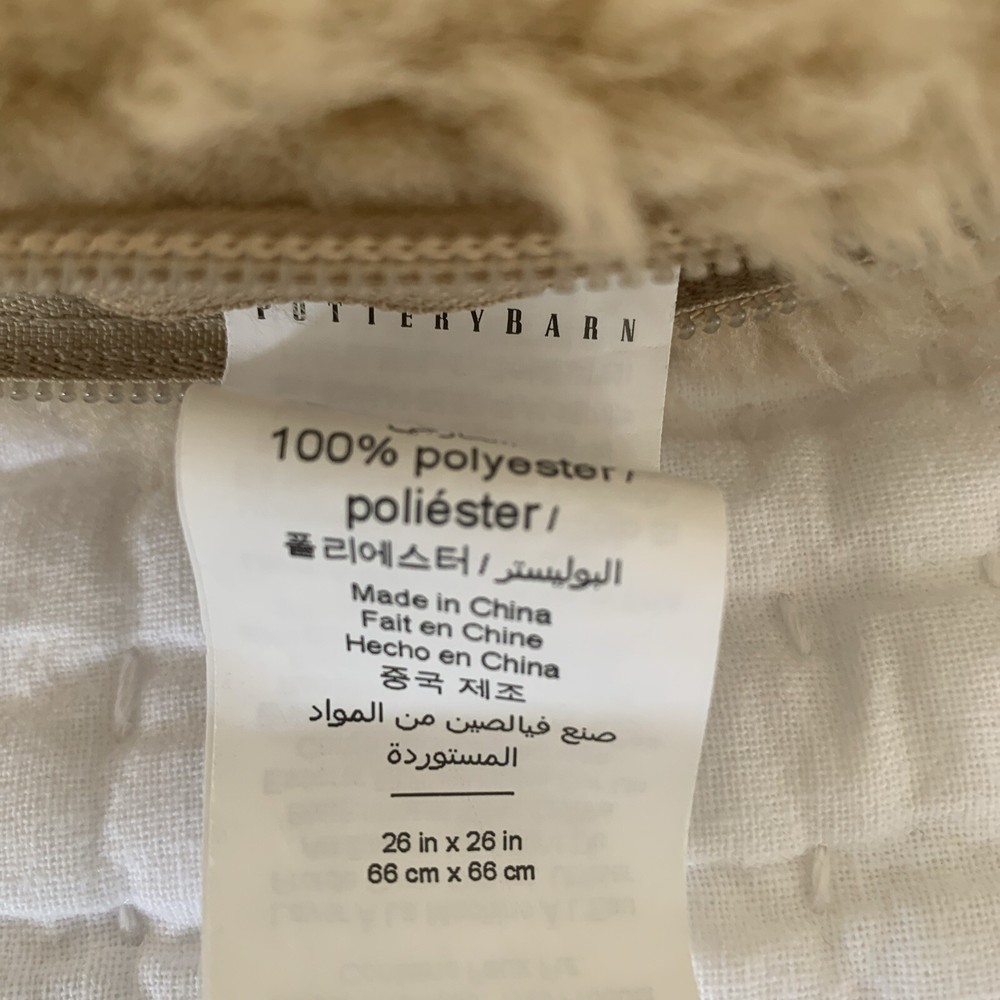 POTTERYBARN
100% polyester /
poliéster /
폴리에스터 / البوليستر
Made in China
Fait en Chine
Hecho en China
중국 제조
صنع فيالصين من المواد
المستوردة
26 in x 26 in
66 cm x 66 cm